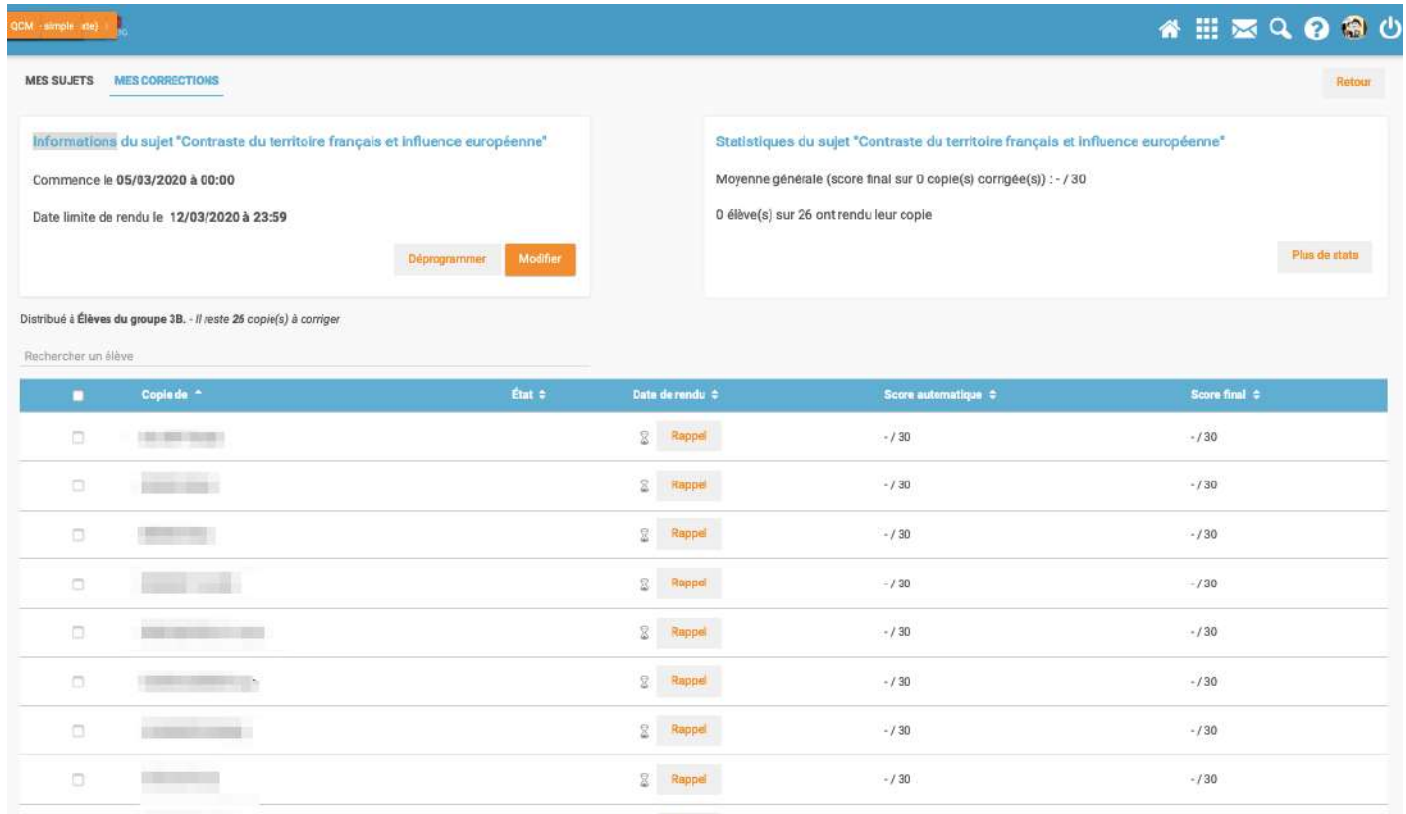 QCM - simple
MES SUJETS MES CORRECTIONS Retour
Informations du sujet "Contraste du territoire français et influence européenne"
Commence le 05/03/2020 à 00:00
Date limite de rendu le 12/03/2020 à 23:59
Déprogrammer Modifier
Statistiques du sujet "Contraste du territoire français et influence européenne"
Moyenne générale (score final sur 0 copie(s) corrigée(s)) : - / 30
0 élève(s) sur 26 ont rendu leur copie
Plus de stats
Distribué à Élèves du groupe 3B. - Il reste 26 copie(s) à corriger
Rechercher un élève
Copie de État Date de rendu Score automatique Score final
Rappel - / 30 - / 30
Rappel - / 30 - / 30
Rappel - / 30 - / 30
Rappel - / 30 - / 30
Rappel - / 30 - / 30
Rappel - / 30 - / 30
Rappel - / 30 - / 30
Rappel - / 30 - / 30